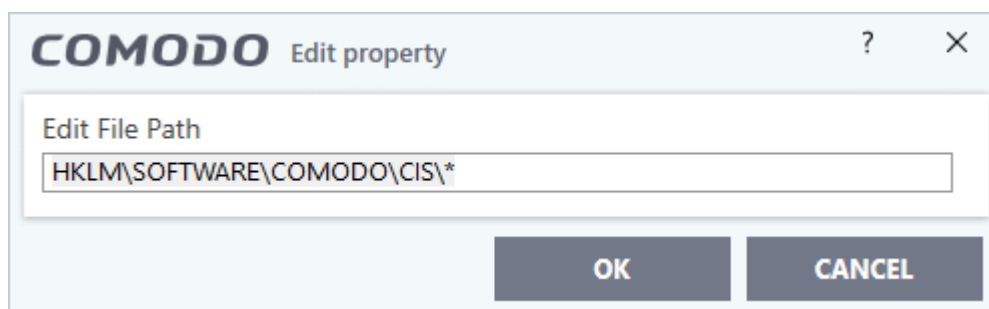 COMODO Edit property ? ×
Edit File Path
HKLM\SOFTWARE\COMODO\CIS\*
OK CANCEL